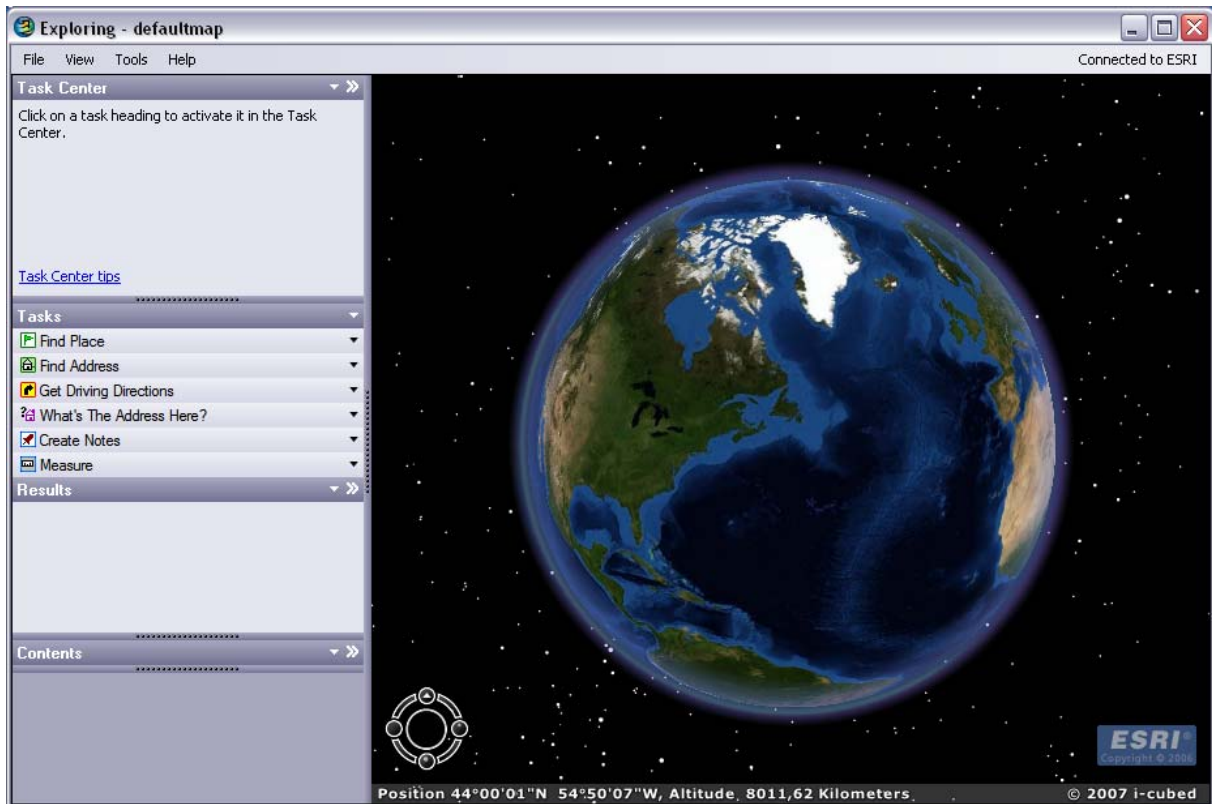 Exploring - defaultmap
File View Tools Help Connected to ESRI
Task Center
Click on a task heading to activate it in the Task
Center.
Task Center tips
Tasks
Find Place
Find Address
Get Driving Directions
What's The Address Here?
Create Notes
Measure
Results
Contents
ESRI
Copyright © 2006
Position 44°00'01"N 54°50'07"W, Altitude, 8011,62 Kilometers © 2007 i-cubed